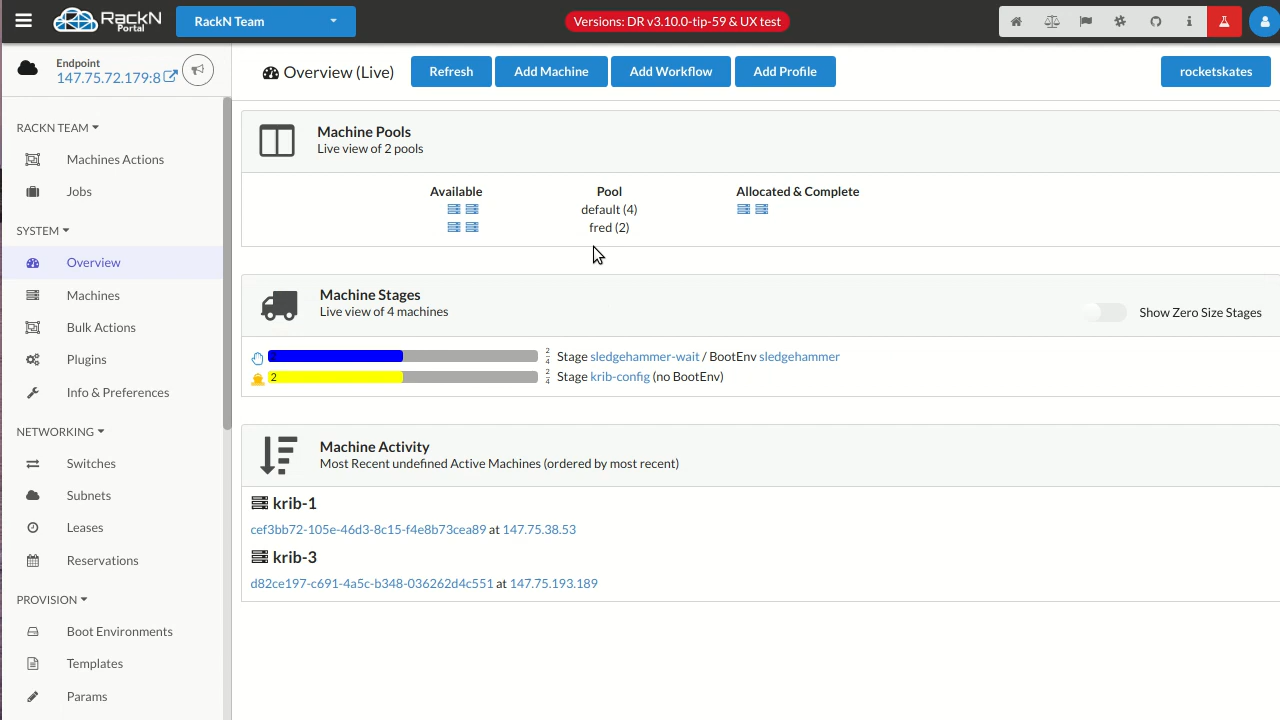 RackN Portal
RackN Team
Versions: DR v3.10.0-tip-59 & UX test
Endpoint
147.75.72.179:8
Overview (Live)
Refresh
Add Machine
Add Workflow
Add Profile
rocketskates
RACKN TEAM
Machines Actions
Jobs
SYSTEM
Overview
Machines
Bulk Actions
Plugins
Info & Preferences
NETWORKING
Switches
Subnets
Leases
Reservations
PROVISION
Boot Environments
Templates
Params
Machine Pools
Live view of 2 pools
Available Pool Allocated & Complete
default (4)
fred (2)
Machine Stages
Live view of 4 machines
Show Zero Size Stages
2 2/4 Stage sledgehammer-wait / BootEnv sledgehammer
2 2/4 Stage krib-config (no BootEnv)
Machine Activity
Most Recent undefined Active Machines (ordered by most recent)
krib-1
cef3bb72-105e-46d3-8c15-f4e8b73cea89 at 147.75.38.53
krib-3
d82ce197-c691-4a5c-b348-036262d4c551 at 147.75.193.189